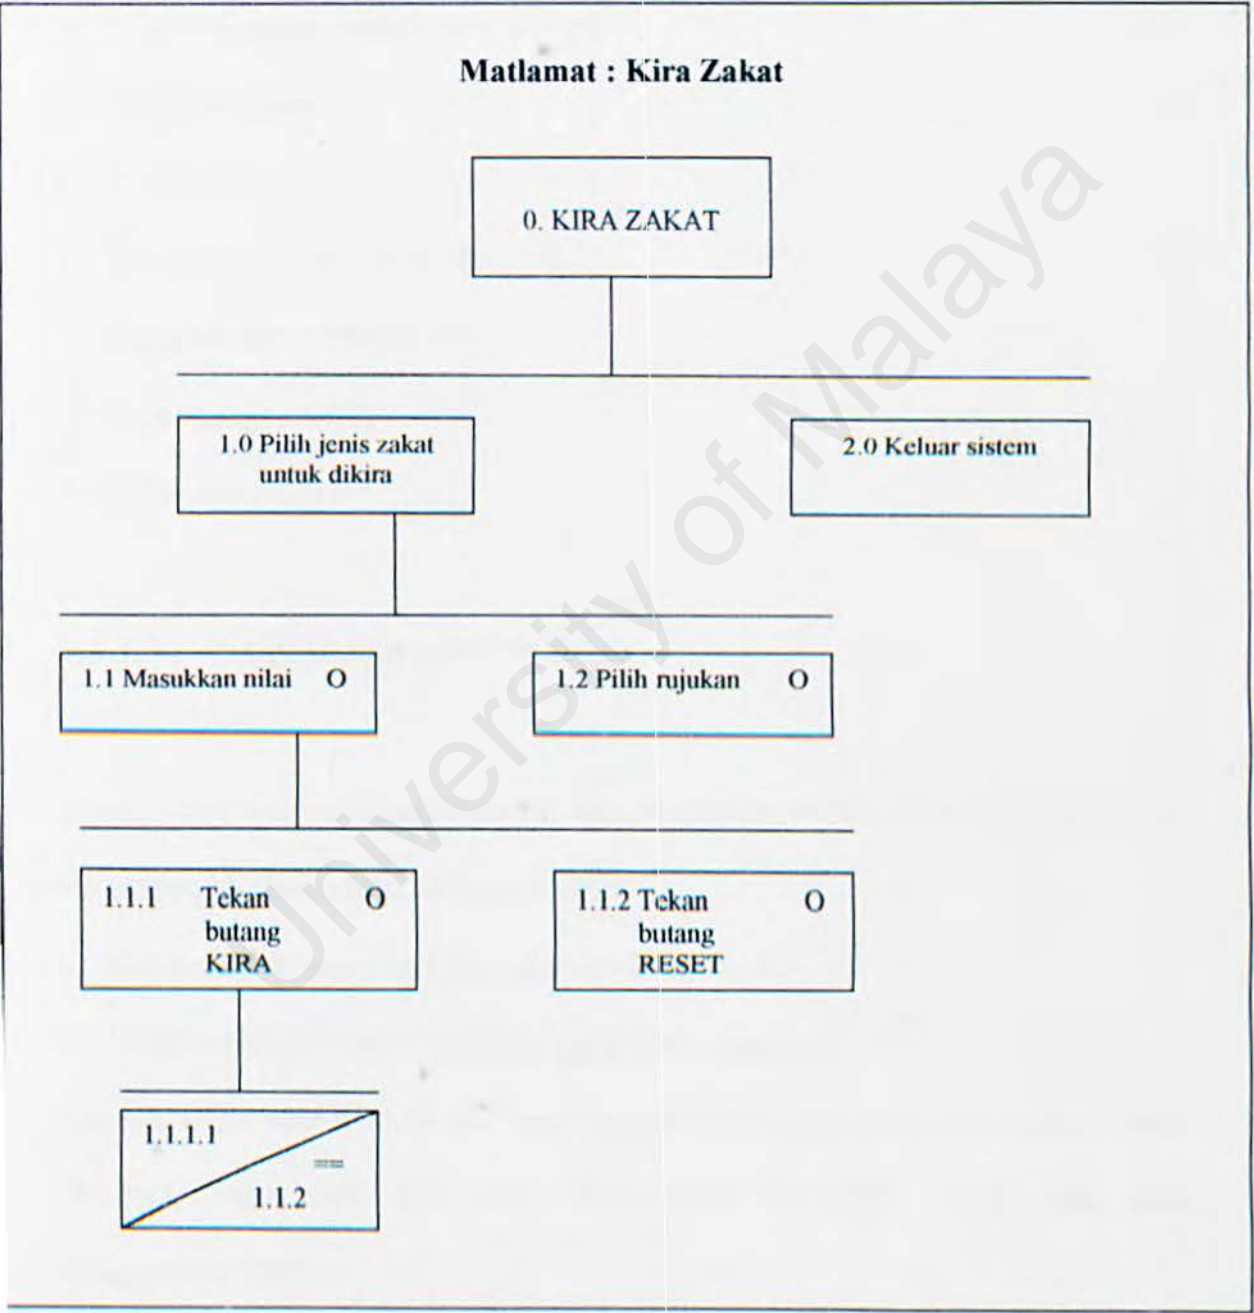 Matlamat : Kira Zakat
0. KIRA ZAKAT
1.0 Pilih jenis zakat
untuk dikira
2.0 Keluar sistem
1.1 Masukkan nilai O
1.2 Pilih rujukan O
1.1.1 Tekan O
butang
KIRA
1.1.2 Tekan O
butang
RESET
1.1.1.1
=
1.1.2
University of Malaya